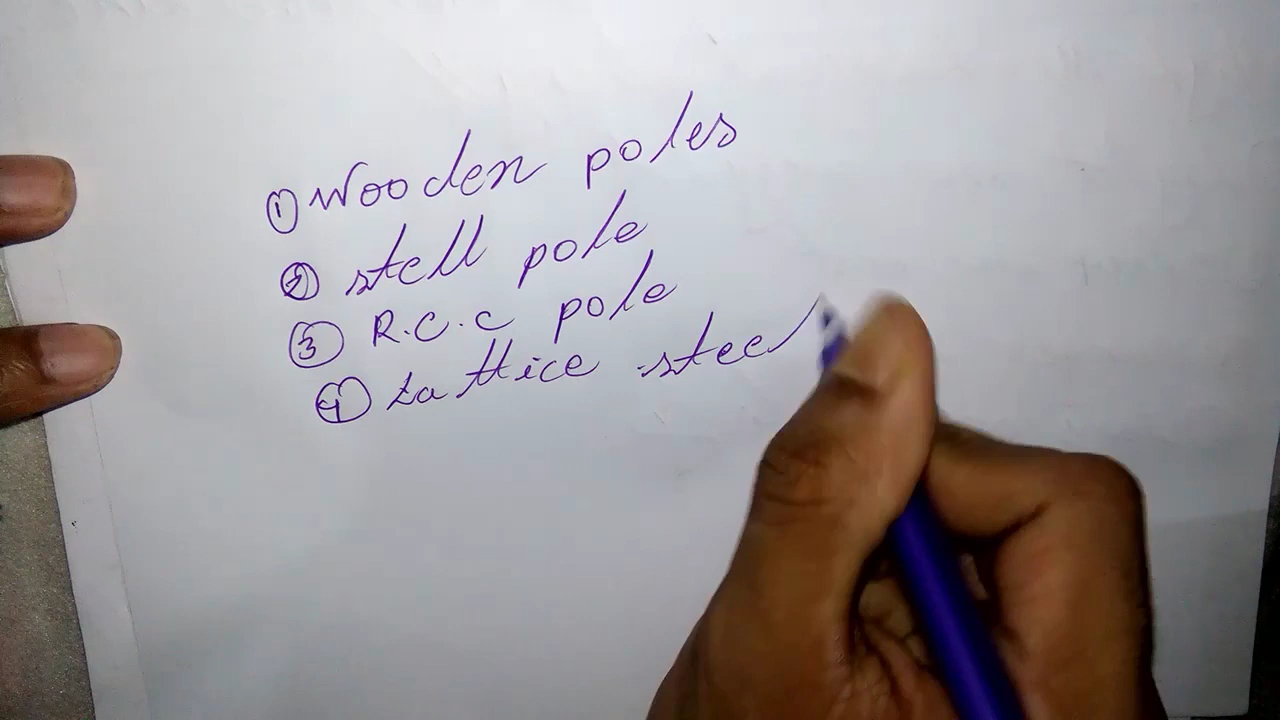 ① Wooden poles
② stell pole
③ R.C.C pole
④ Lattice steel